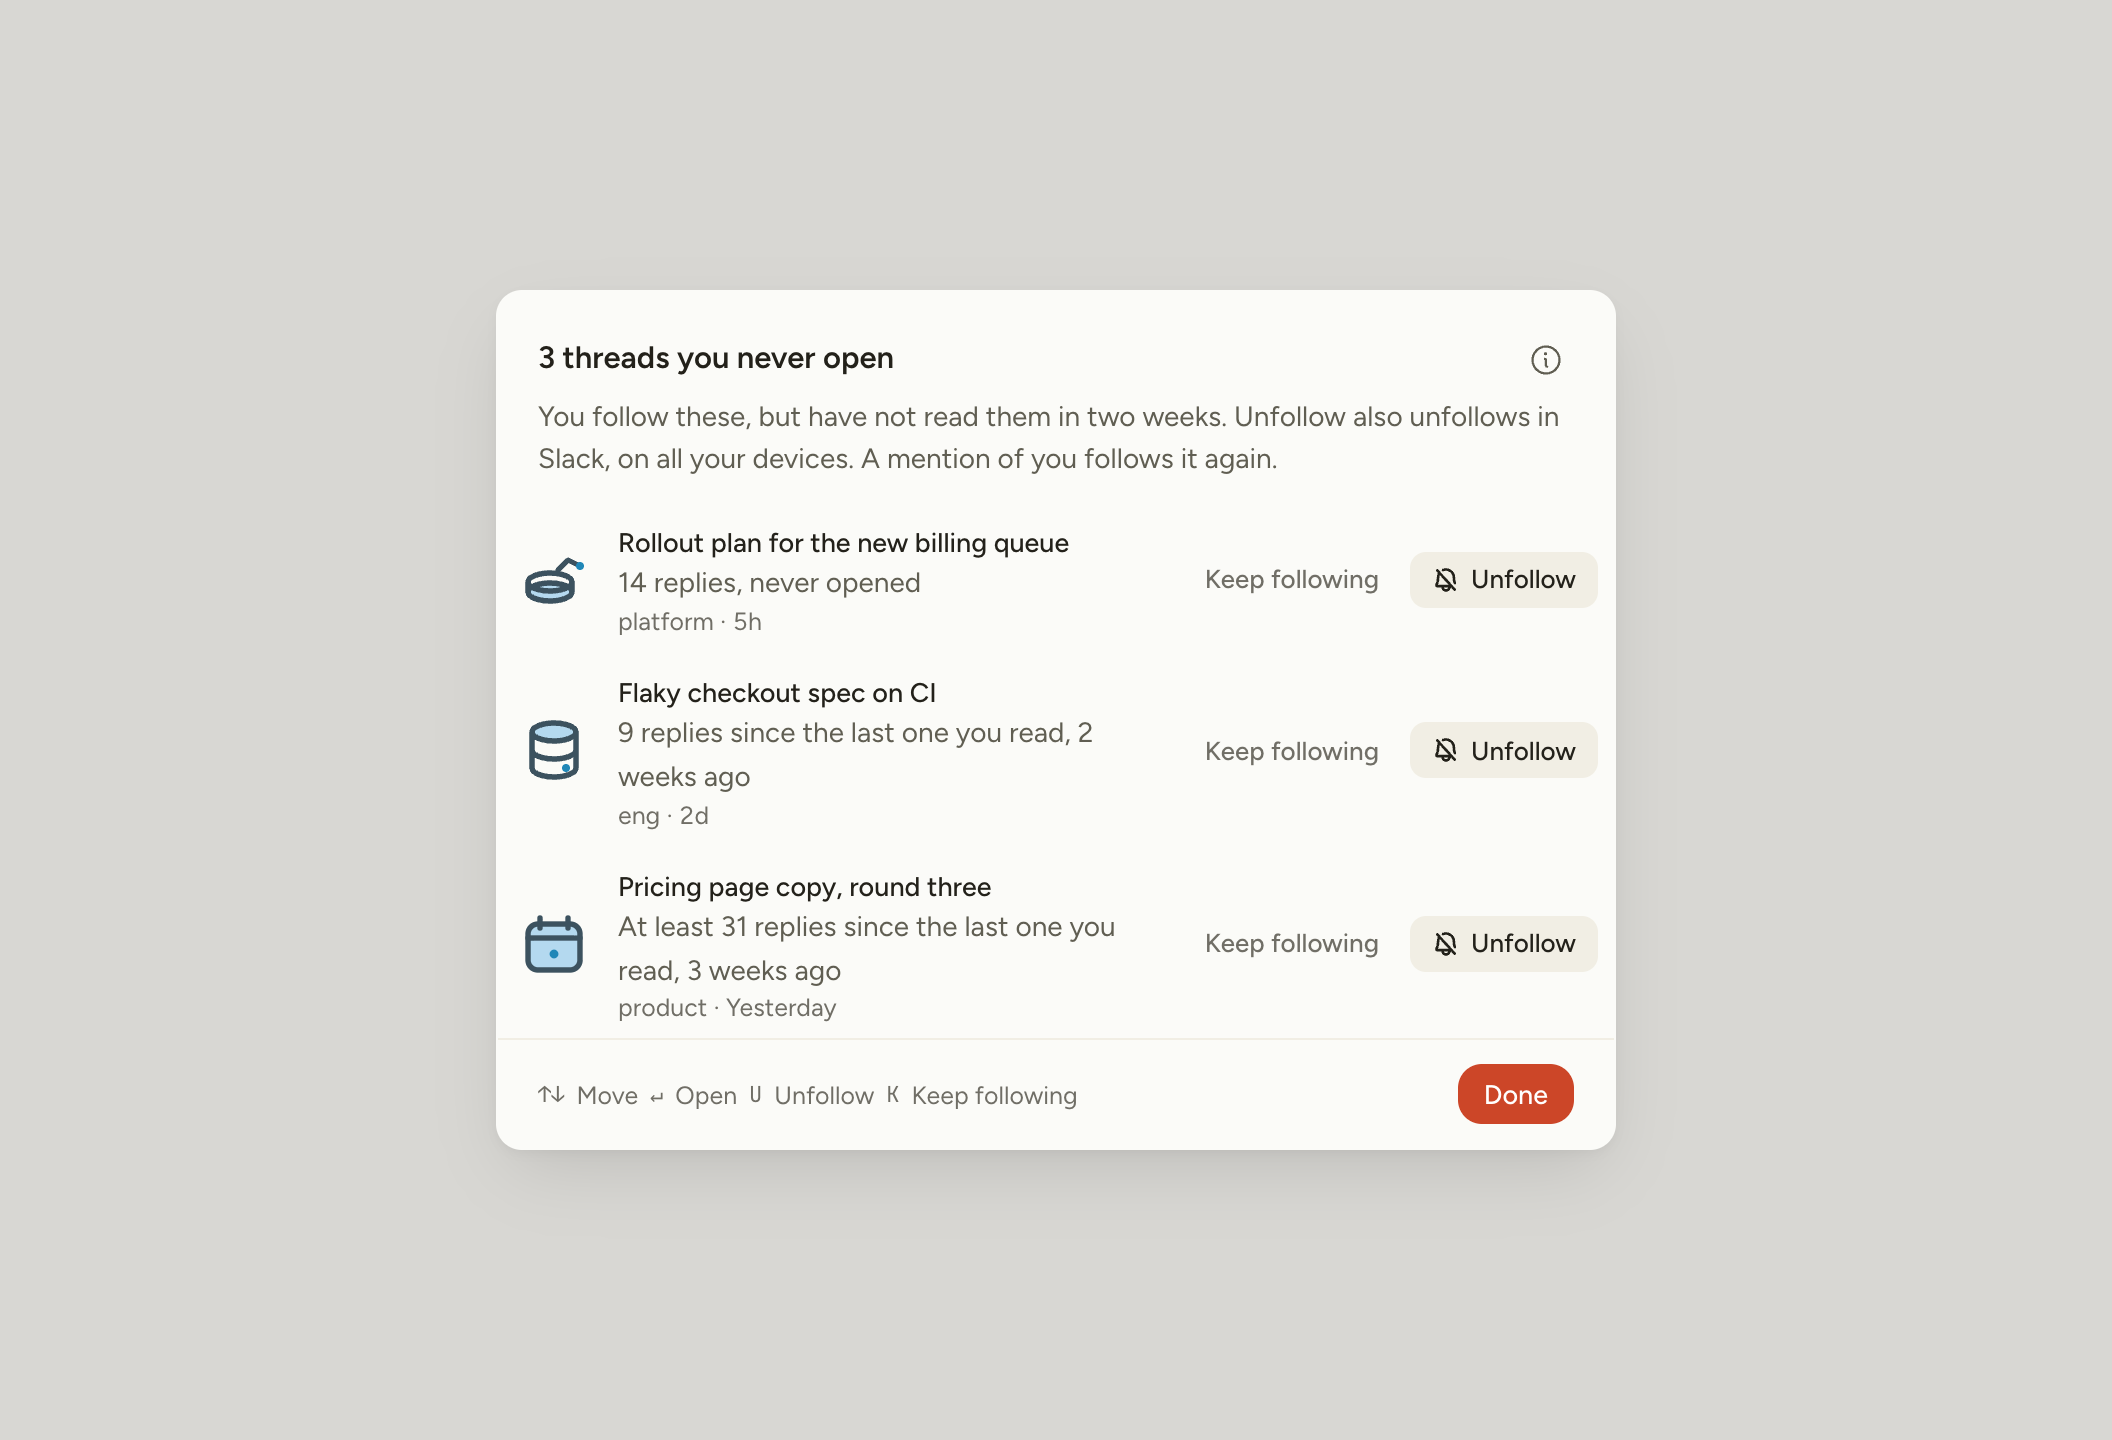 3 threads you never open
You follow these, but have not read them in two weeks. Unfollow also unfollows in
Slack, on all your devices. A mention of you follows it again.
Rollout plan for the new billing queue
14 replies, never opened
platform · 5h
Keep following
Unfollow
Flaky checkout spec on CI
9 replies since the last one you read, 2
weeks ago
eng · 2d
Keep following
Unfollow
Pricing page copy, round three
At least 31 replies since the last one you
read, 3 weeks ago
product · Yesterday
Keep following
Unfollow
↑↓ Move ↵ Open U Unfollow K Keep following
Done